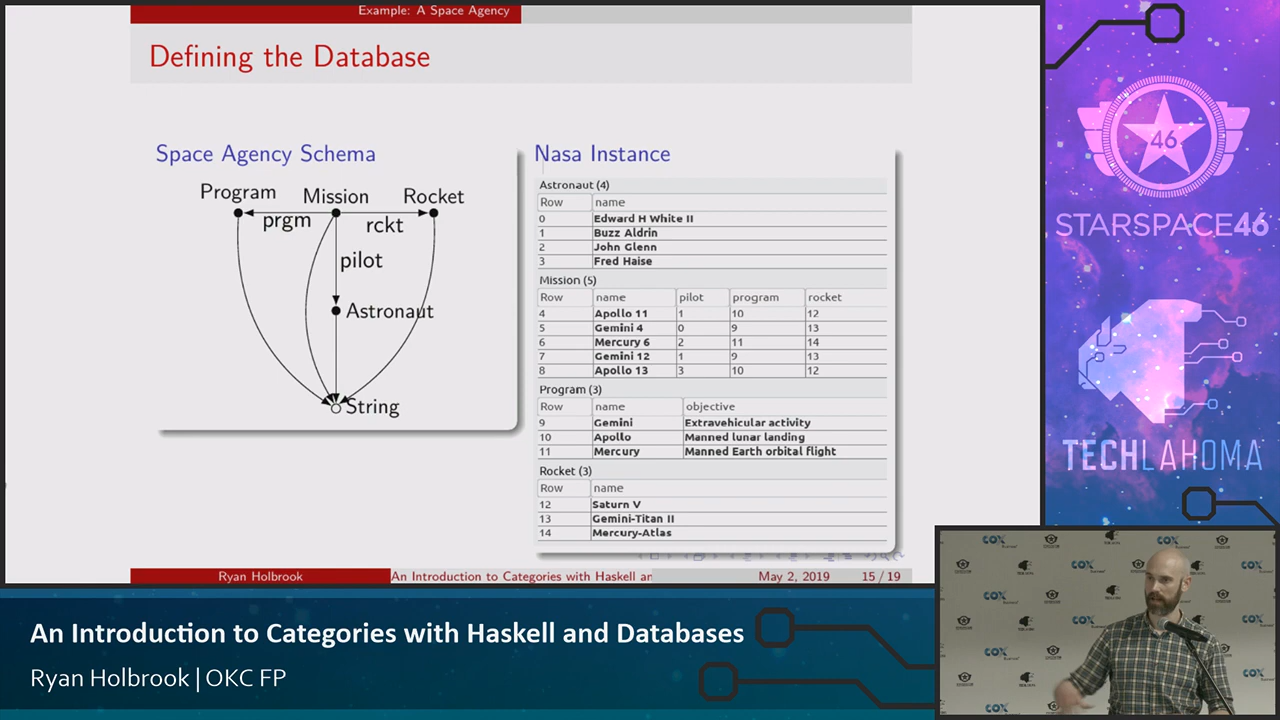 Example: A Space Agency
Defining the Database
Space Agency Schema
Program Mission Rocket
prgm rckt
pilot
Astronaut
String
Nasa Instance
Astronaut (4)
Row name
0 Edward H White II
1 Buzz Aldrin
2 John Glenn
3 Fred Haise
Mission (5)
Row name pilot program rocket
4 Apollo 11 1 10 12
5 Gemini 4 0 9 13
6 Mercury 6 2 11 14
7 Gemini 12 1 9 13
8 Apollo 13 3 10 12
Program (3)
Row name objective
9 Gemini Extravehicular activity
10 Apollo Manned lunar landing
11 Mercury Manned Earth orbital flight
Rocket (3)
Row name
12 Saturn V
13 Gemini-Titan II
14 Mercury-Atlas
Ryan Holbrook An Introduction to Categories with Haskell an May 2, 2019 15 / 19
46
STARSPACE46
TECHLAHOMA
COX
COX
COX
COX
COX
COX
COX
An Introduction to Categories with Haskell and Databases
Ryan Holbrook | OKC FP